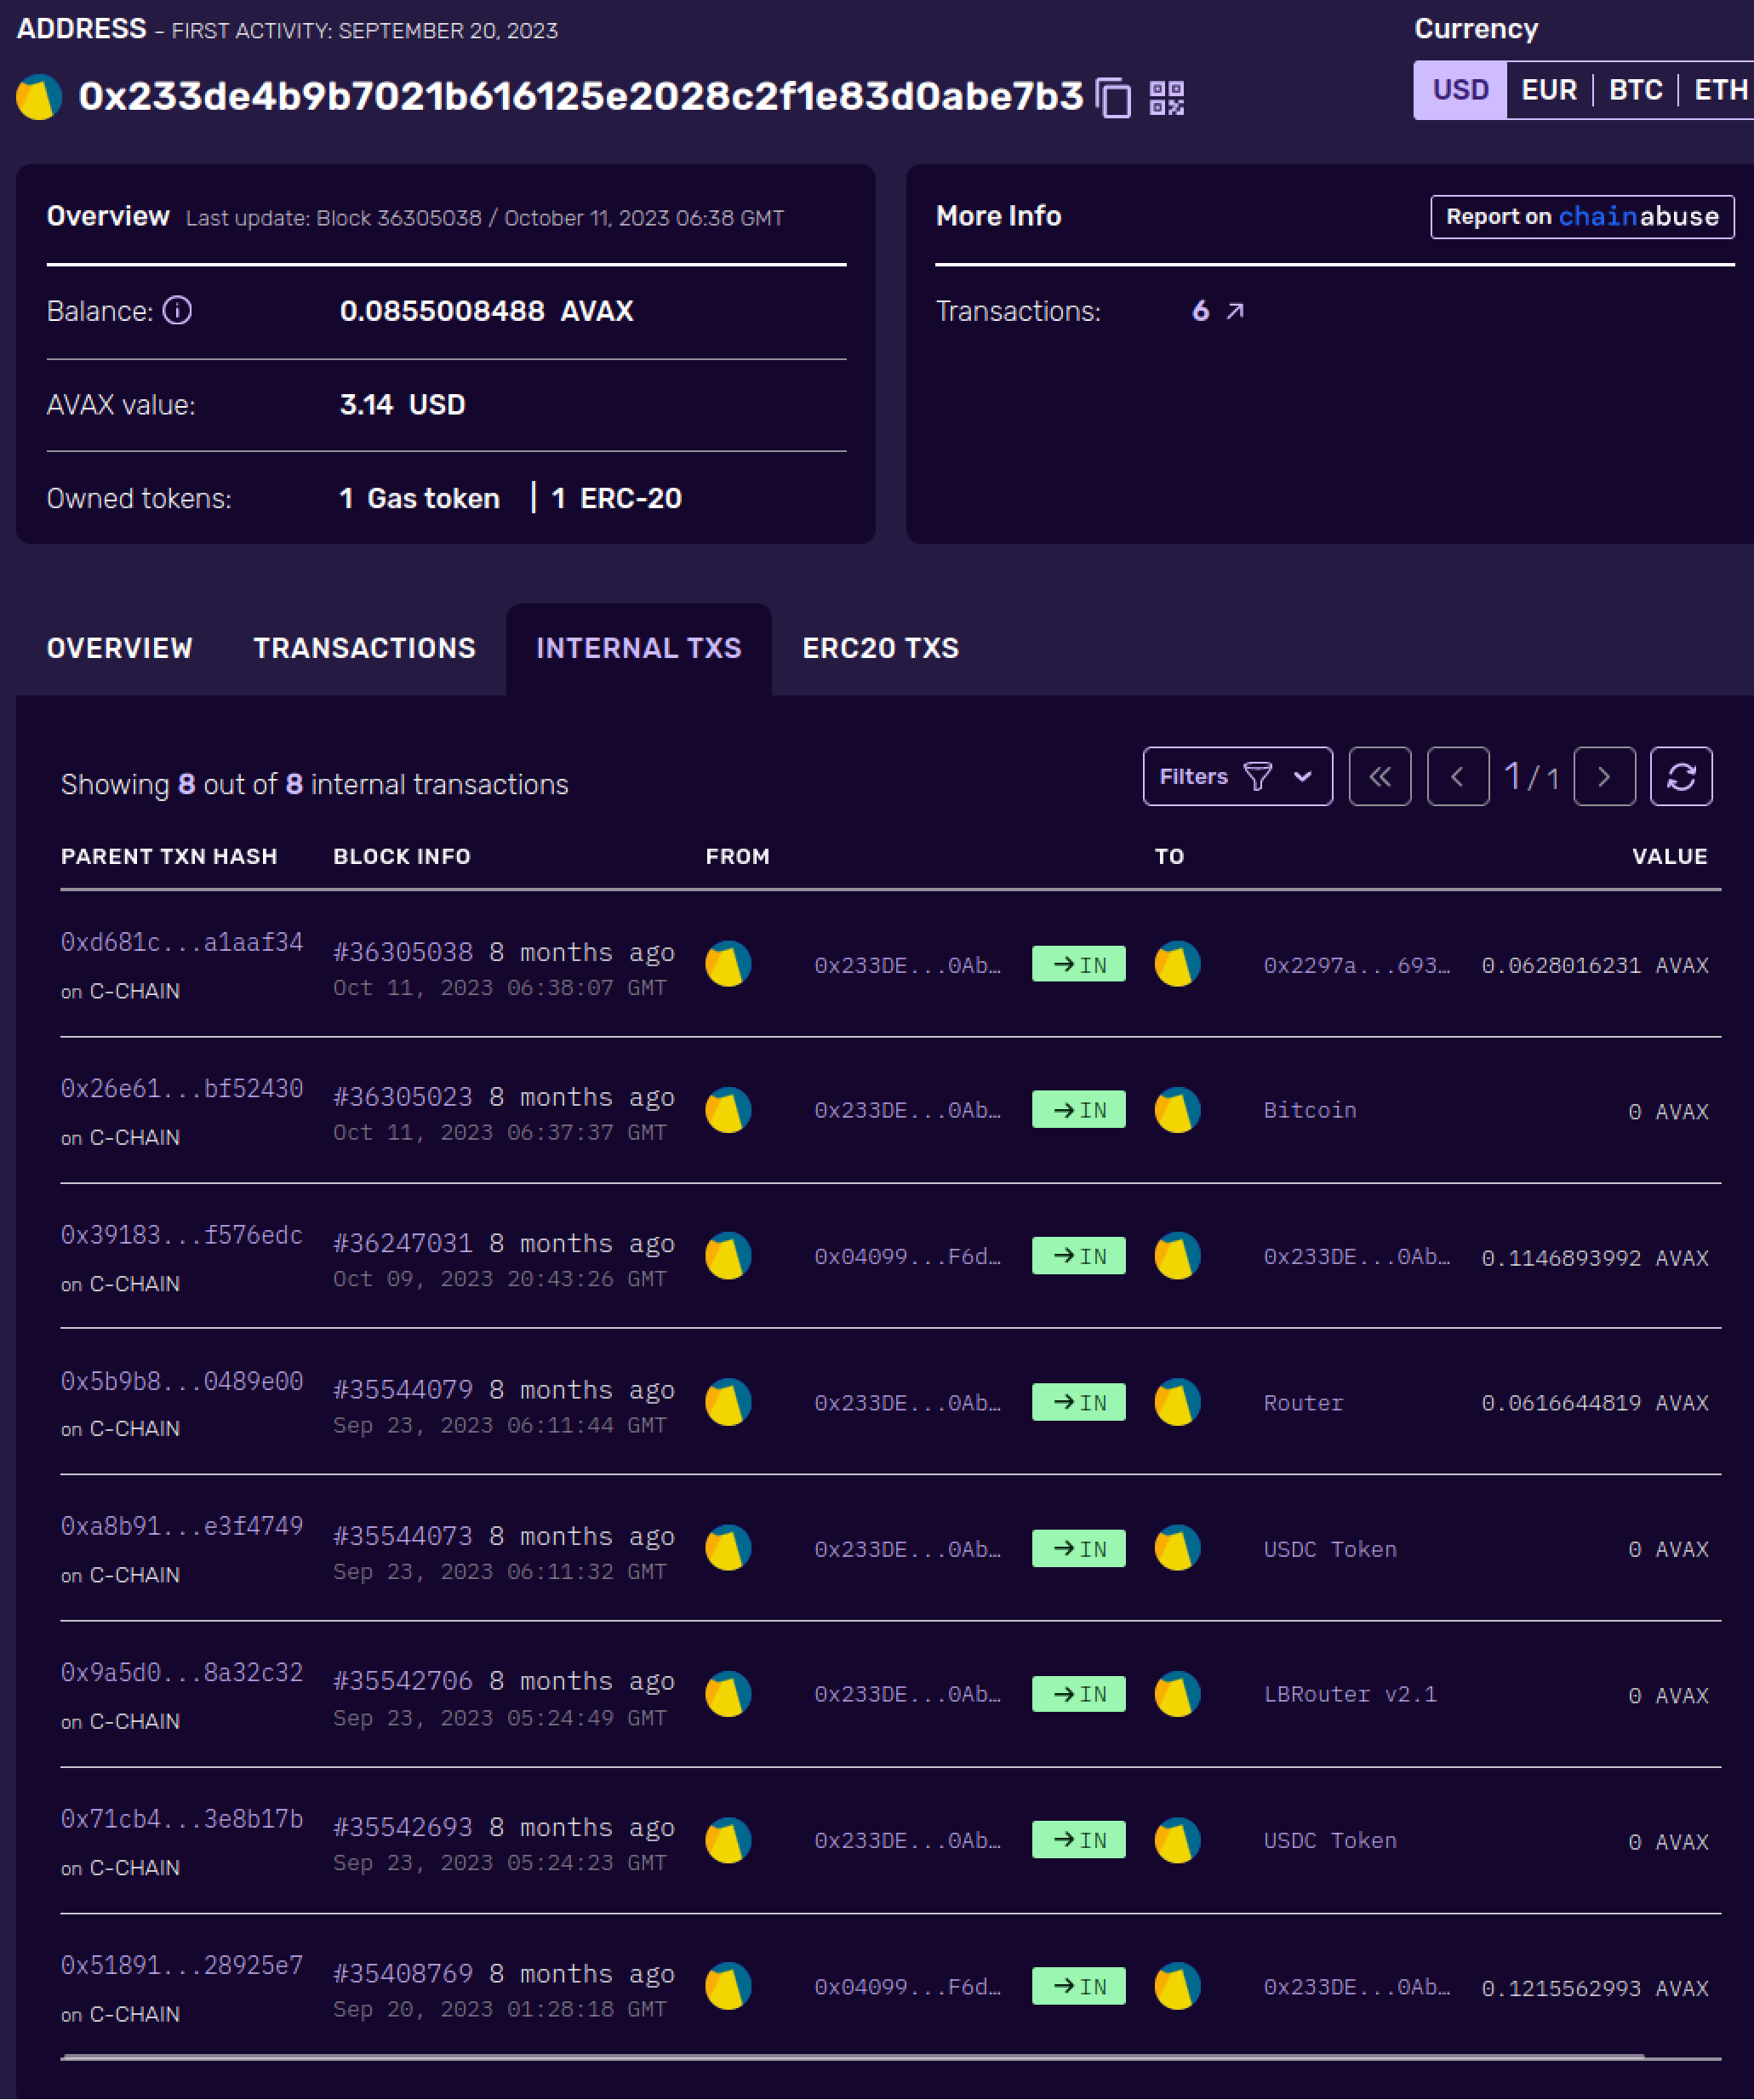 ADDRESS - FIRST ACTIVITY: SEPTEMBER 20, 2023
Currency
0x233de4b9b7021b616125e2028c2f1e83d0abe7b3
USD EUR BTC ETH
Overview Last update: Block 36305038 / October 11, 2023 06:38 GMT
Balance: 0.0855008488 AVAX
AVAX value: 3.14 USD
Owned tokens: 1 Gas token | 1 ERC-20
More Info
Report on chainabuse
Transactions: 6
OVERVIEW TRANSACTIONS INTERNAL TXS ERC20 TXS
Showing 8 out of 8 internal transactions
Filters 1 / 1
PARENT TXN HASH BLOCK INFO FROM TO VALUE
0xd681c...a1aaf34 #36305038 8 months ago 0x233DE...0Ab… IN 0x2297a...693… 0.0628016231 AVAX
on C-CHAIN Oct 11, 2023 06:38:07 GMT
0x26e61...bf52430 #36305023 8 months ago 0x233DE...0Ab… IN Bitcoin 0 AVAX
on C-CHAIN Oct 11, 2023 06:37:37 GMT
0x39183...f576edc #36247031 8 months ago 0x04099...F6d… IN 0x233DE...0Ab… 0.1146893992 AVAX
on C-CHAIN Oct 09, 2023 20:43:26 GMT
0x5b9b8...0489e00 #35544079 8 months ago 0x233DE...0Ab… IN Router 0.0616644819 AVAX
on C-CHAIN Sep 23, 2023 06:11:44 GMT
0xa8b91...e3f4749 #35544073 8 months ago 0x233DE...0Ab… IN USDC Token 0 AVAX
on C-CHAIN Sep 23, 2023 06:11:32 GMT
0x9a5d0...8a32c32 #35542706 8 months ago 0x233DE...0Ab… IN LBRouter v2.1 0 AVAX
on C-CHAIN Sep 23, 2023 05:24:49 GMT
0x71cb4...3e8b17b #35542693 8 months ago 0x233DE...0Ab… IN USDC Token 0 AVAX
on C-CHAIN Sep 23, 2023 05:24:23 GMT
0x51891...28925e7 #35408769 8 months ago 0x04099...F6d… IN 0x233DE...0Ab… 0.1215562993 AVAX
on C-CHAIN Sep 20, 2023 01:28:18 GMT